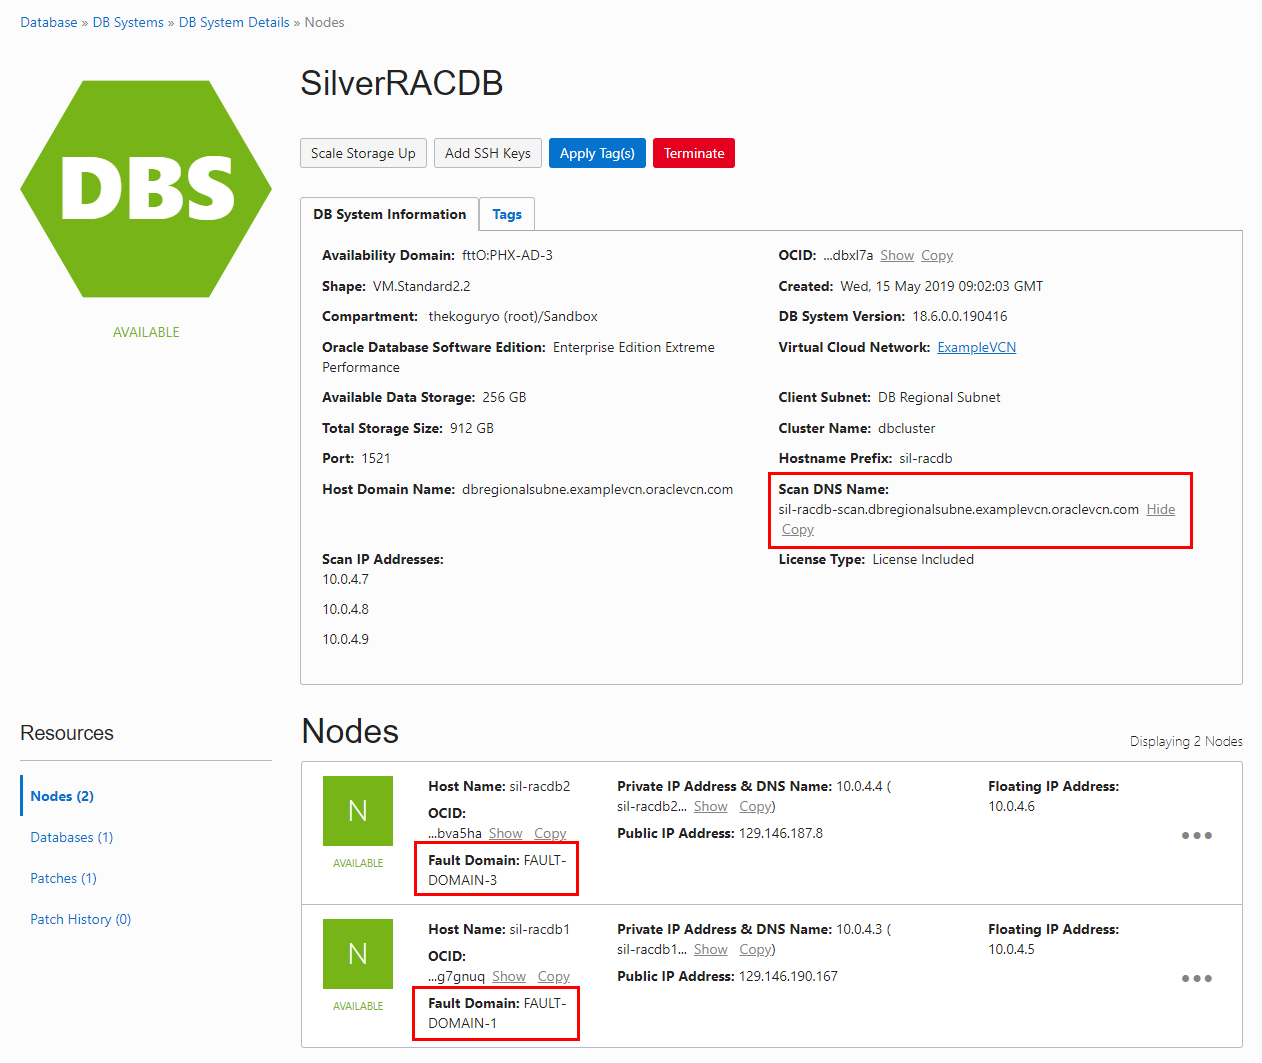 Database » DB Systems » DB System Details » Nodes
DBS
AVAILABLE
SilverRACDB
Scale Storage Up
Add SSH Keys
Apply Tag(s)
Terminate
DB System Information
Tags
Availability Domain: fttO:PHX-AD-3
OCID: ...dbxl7a Show Copy
Shape: VM.Standard2.2
Created: Wed, 15 May 2019 09:02:03 GMT
Compartment: thekoguryo (root)/Sandbox
DB System Version: 18.6.0.0.190416
Oracle Database Software Edition: Enterprise Edition Extreme
Performance
Virtual Cloud Network: ExampleVCN
Available Data Storage: 256 GB
Client Subnet: DB Regional Subnet
Total Storage Size: 912 GB
Cluster Name: dbcluster
Port: 1521
Hostname Prefix: sil-racdb
Host Domain Name: dbregionalsubne.examplevcn.oraclevcn.com
Scan DNS Name:
sil-racdb-scan.dbregionalsubne.examplevcn.oraclevcn.com Hide
Copy
Scan IP Addresses:
10.0.4.7
10.0.4.8
10.0.4.9
License Type: License Included
Resources
Nodes (2)
Databases (1)
Patches (1)
Patch History (0)
Nodes
Displaying 2 Nodes
N
AVAILABLE
Host Name: sil-racdb2
OCID:
...bva5ha Show Copy
Fault Domain: FAULT-
DOMAIN-3
Private IP Address & DNS Name: 10.0.4.4 (
sil-racdb2... Show Copy)
Public IP Address: 129.146.187.8
Floating IP Address:
10.0.4.6
N
AVAILABLE
Host Name: sil-racdb1
OCID:
...g7gnuq Show Copy
Fault Domain: FAULT-
DOMAIN-1
Private IP Address & DNS Name: 10.0.4.3 (
sil-racdb1... Show Copy)
Public IP Address: 129.146.190.167
Floating IP Address:
10.0.4.5